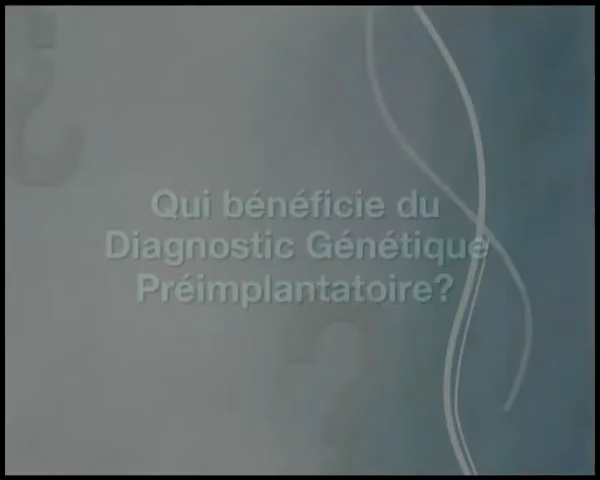 Qui bénéficie du
Diagnostic Génétique
Préimplantatoire?